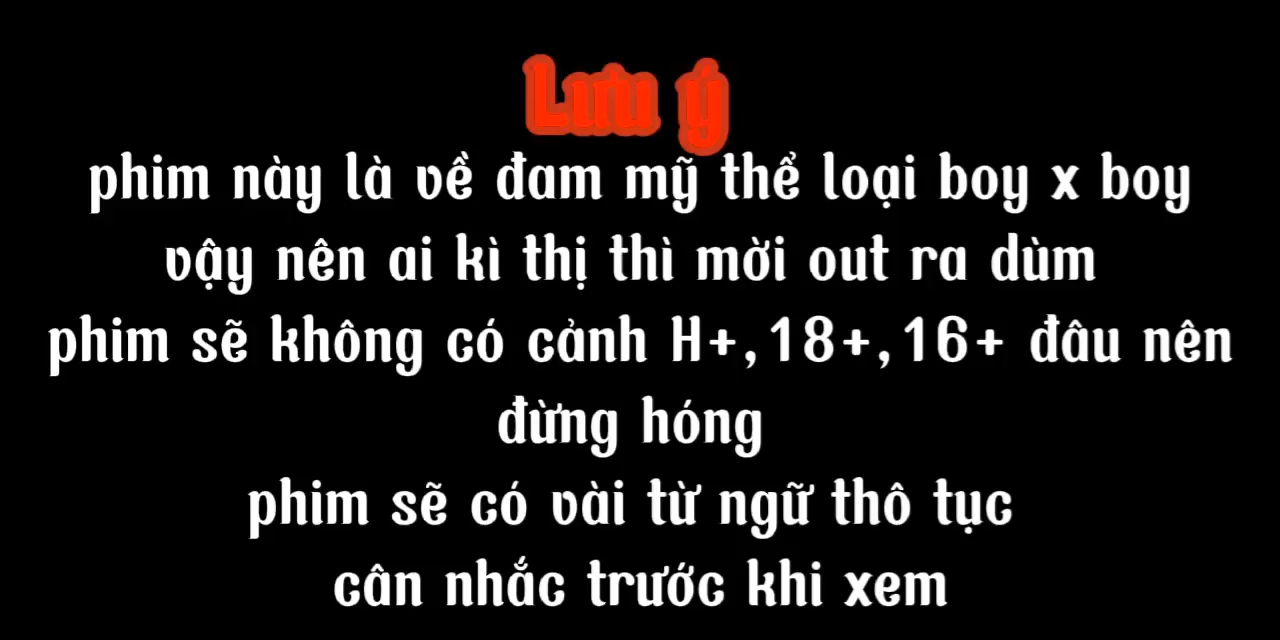 Lưu ý
phim này là về đam mỹ thể loại boy x boy
vậy nên ai kì thị thì mời out ra dùm
phim sẽ không có cảnh H+,18+,16+ đâu nên
đừng hóng
phim sẽ có vài từ ngữ thô tục
cân nhắc trước khi xem